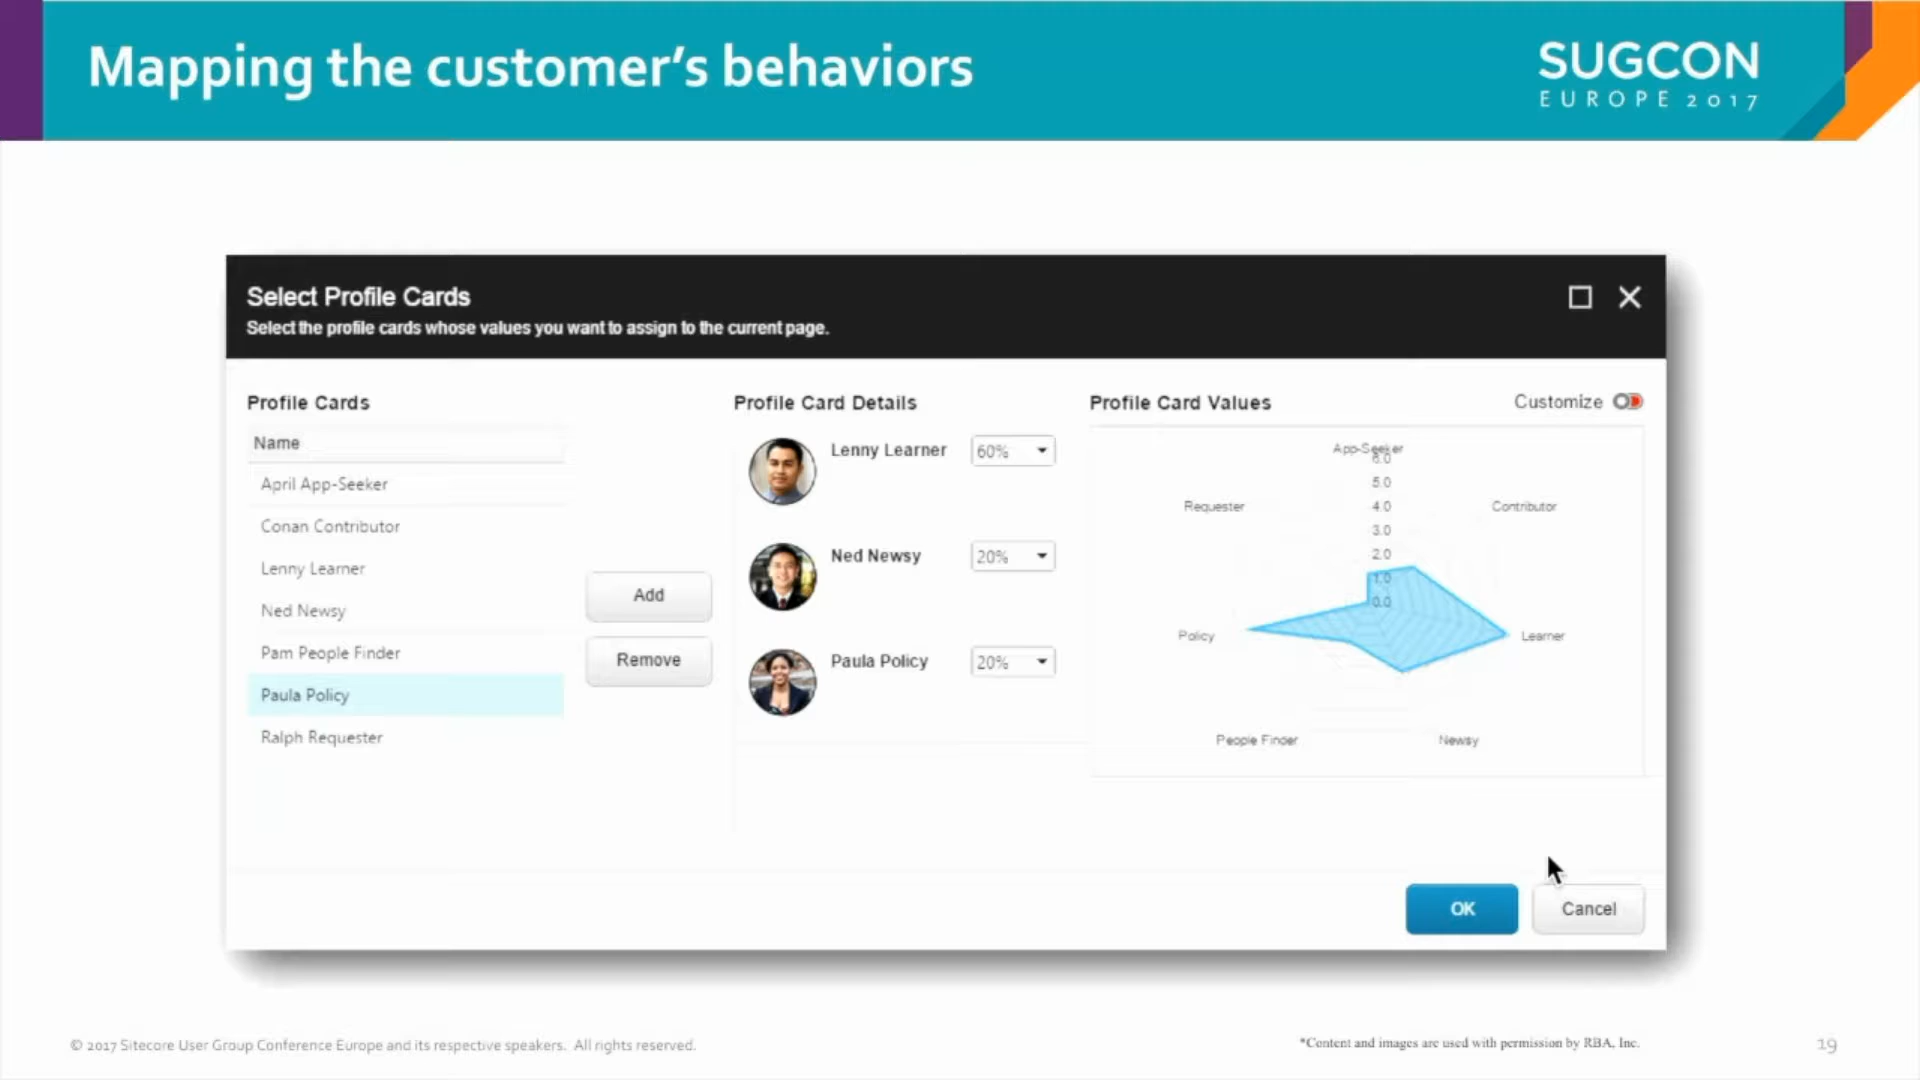 Mapping the customer's behaviors
SUGCON
EUROPE 2017
Select Profile Cards
Select the profile cards whose values you want to assign to the current page.
Profile Cards
Name
April App-Seeker
Conan Contributor
Lenny Learner
Ned Newsy
Pam People Finder
Paula Policy
Ralph Requester
Add
Remove
Profile Card Details
Lenny Learner 60%
Ned Newsy 20%
Paula Policy 20%
Profile Card Values
Customize
App-Seeker
6.0
5.0
Requester 4.0 Contributor
3.0
2.0
1.0
0.0
Policy Learner
People Finder Newsy
OK Cancel
© 2017 Sitecore User Group Conference Europe and its respective speakers. All rights reserved.
*Content and images are used with permission by RBA, Inc.
19